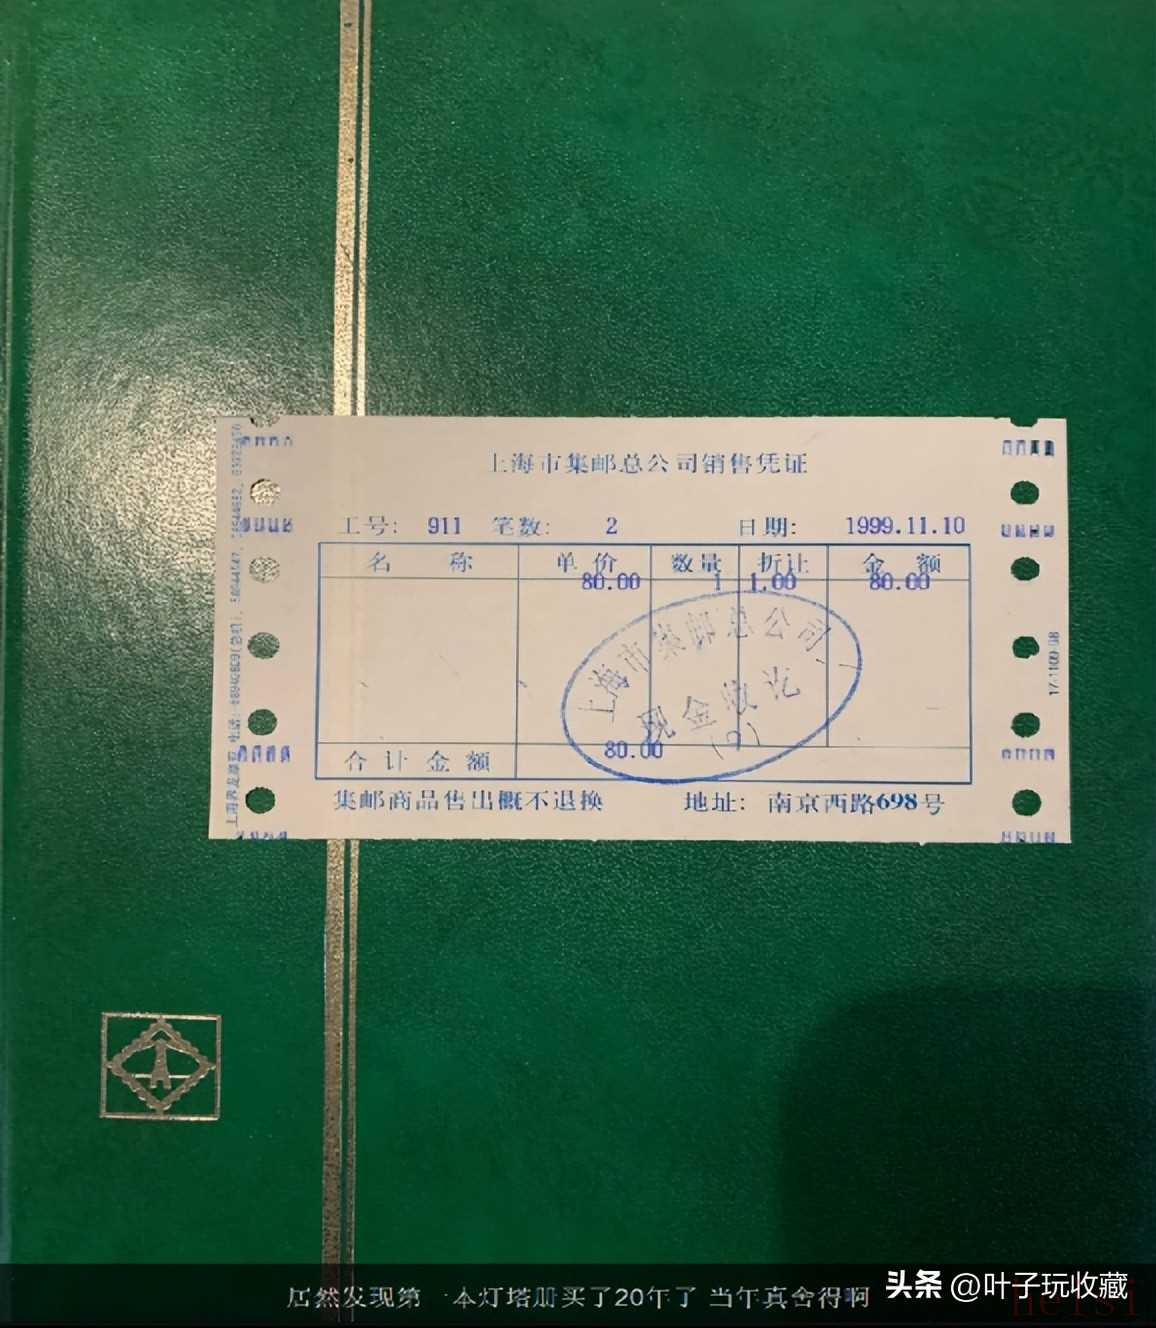 上海市集邮总公司销售凭证
工号: 911 笔数: 2 日期: 1999.11.10
名 称 单 价 数量 折让 金 额
80.00 1 1.00 80.00
上海市集邮总公司
现金收讫
(9)
合计金额 80.00
集邮商品售出概不退换 地址: 南京西路698号
居然发现第一本灯塔册买了20年了 当年真舍得啊
头条 @叶子玩收藏